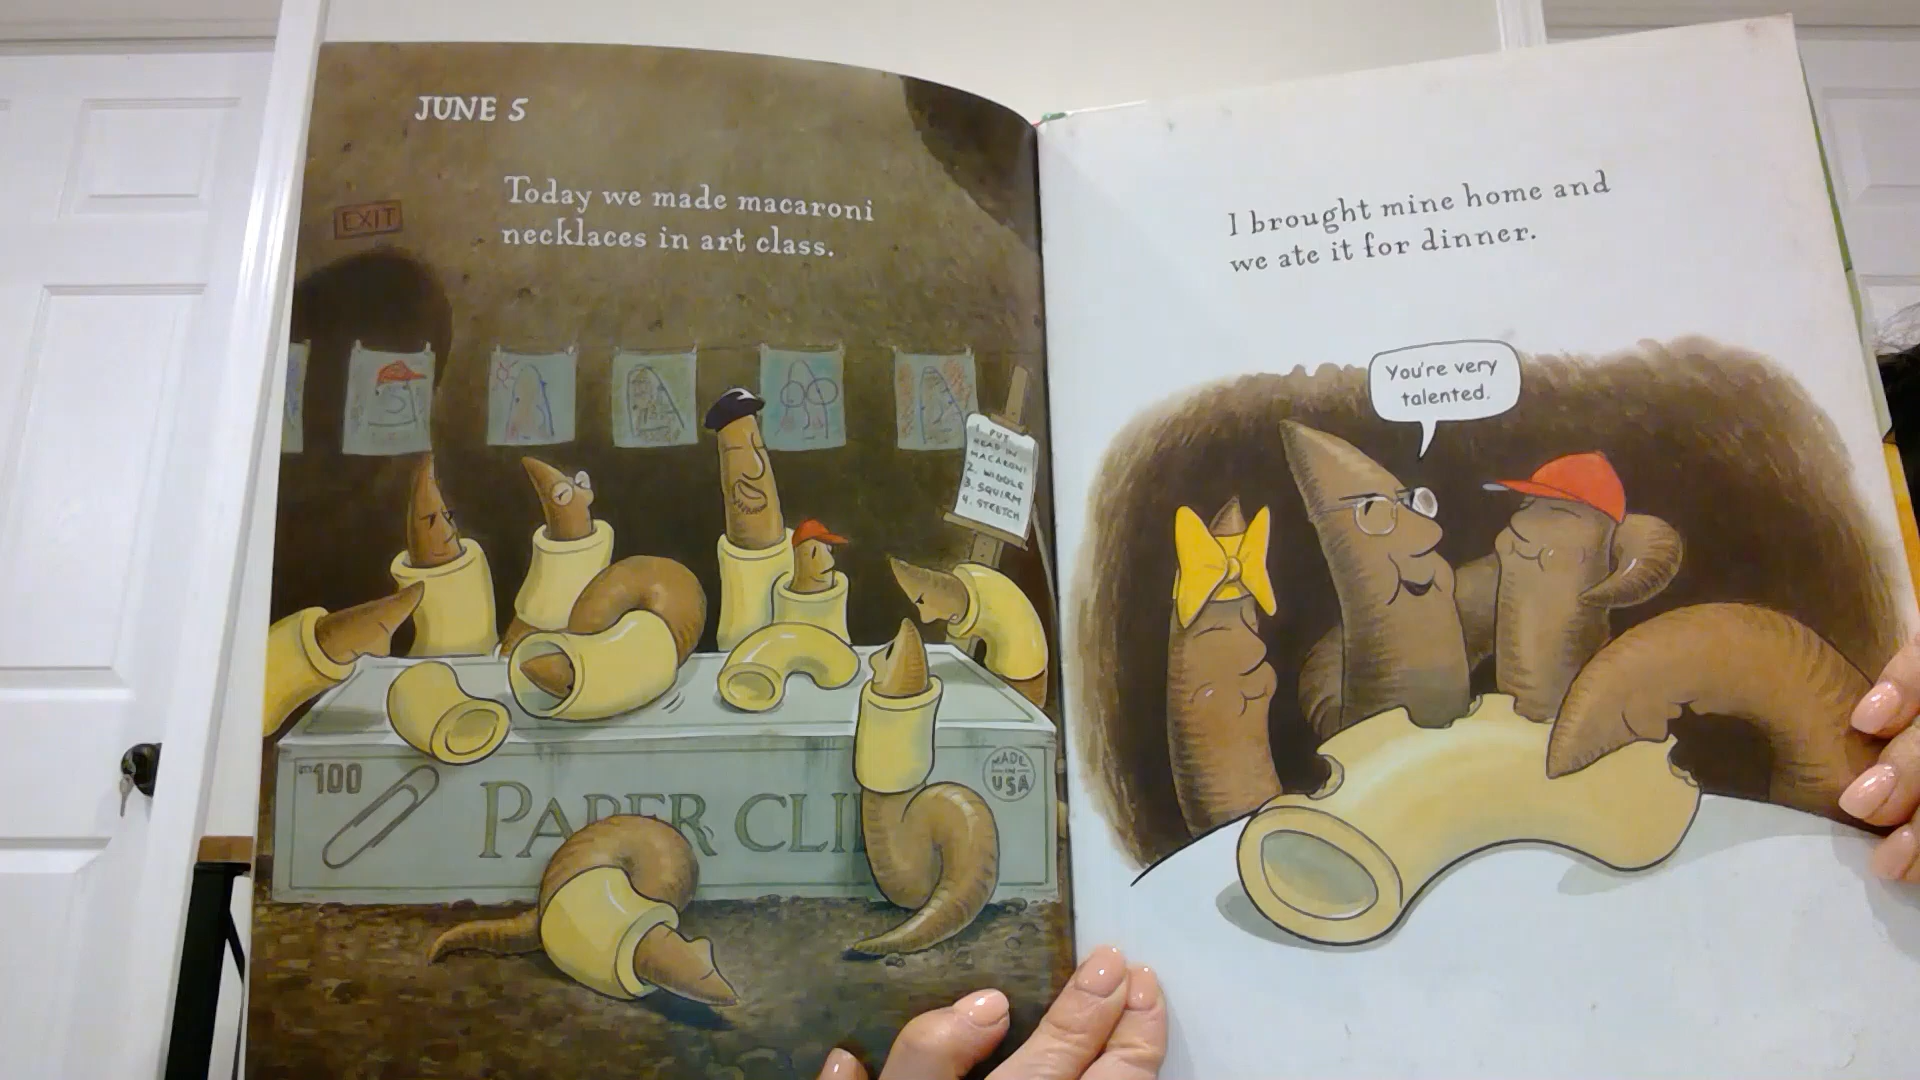 JUNE 5
Today we made macaroni
necklaces in art class.
EXIT
1. PUT
HEAD IN
MACARONI
2. WIGGLE
3. SQUIRM
4. STRETCH
100
PAPER CLI
MADE
IN
USA
I brought mine home and
we ate it for dinner.
You're very
talented.